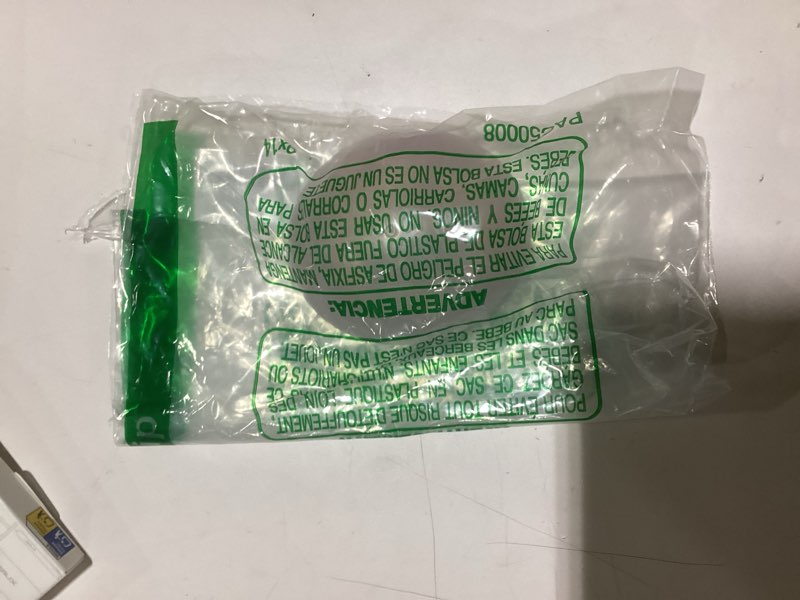 POUR EVITER TOUT RISQUE D'ETOUFFEMENT
GARDEZ CE SAC EN PLASTIQUE LOIN DES
BEBES ET LES ENFANTS. N'UTILISEZ CE
SAC DANS LES BERCEAUX, CHARIOTS OU
PARC AU BEBE. CE SAC N'EST PAS UN JOUET
ADVERTENCIA:
PARA EVITAR EL PELIGRO DE ASFIXIA, MANTENGA
ESTA BOLSA DE PLASTICO FUERA DEL ALCANCE
DE BEBES Y NIÑOS. NO USAR ESTA BOLSA EN
CUNAS, CAMAS, CARRIOLAS O CORRALES PARA
BEBES. ESTA BOLSA NO ES UN JUGUETE